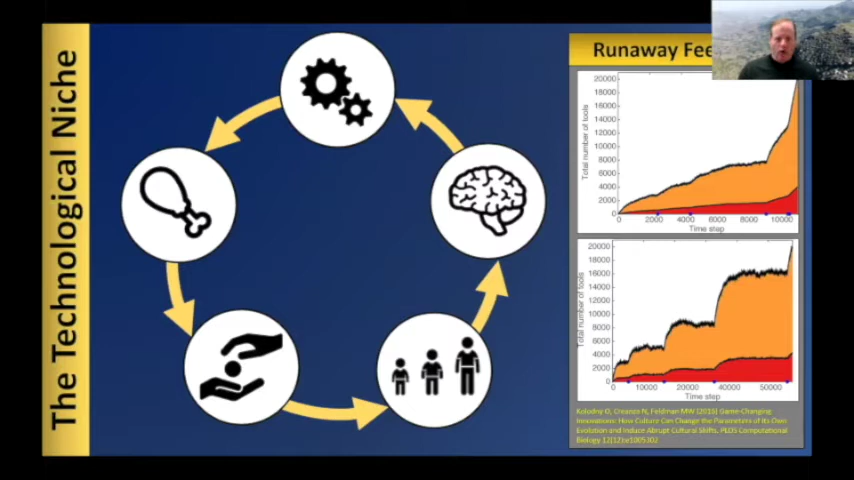 The Technological Niche
Runaway Fee
20000
18000
16000
14000
12000
10000
8000
6000
4000
2000
0
Total number of tools
0 2000 4000 6000 8000 10000
Time step
20000
18000
16000
14000
12000
10000
8000
6000
4000
2000
0
Total number of tools
10000 20000 30000 40000 50000
Time step
Kolodny O, Creanza N, Feldman MW (2015) Game-Changing
Innovations: How Culture Can Change the Parameters of Its Own
Evolution and Induce Abrupt Cultural Shifts. PLOS Computational
Biology 11(12):e1005302